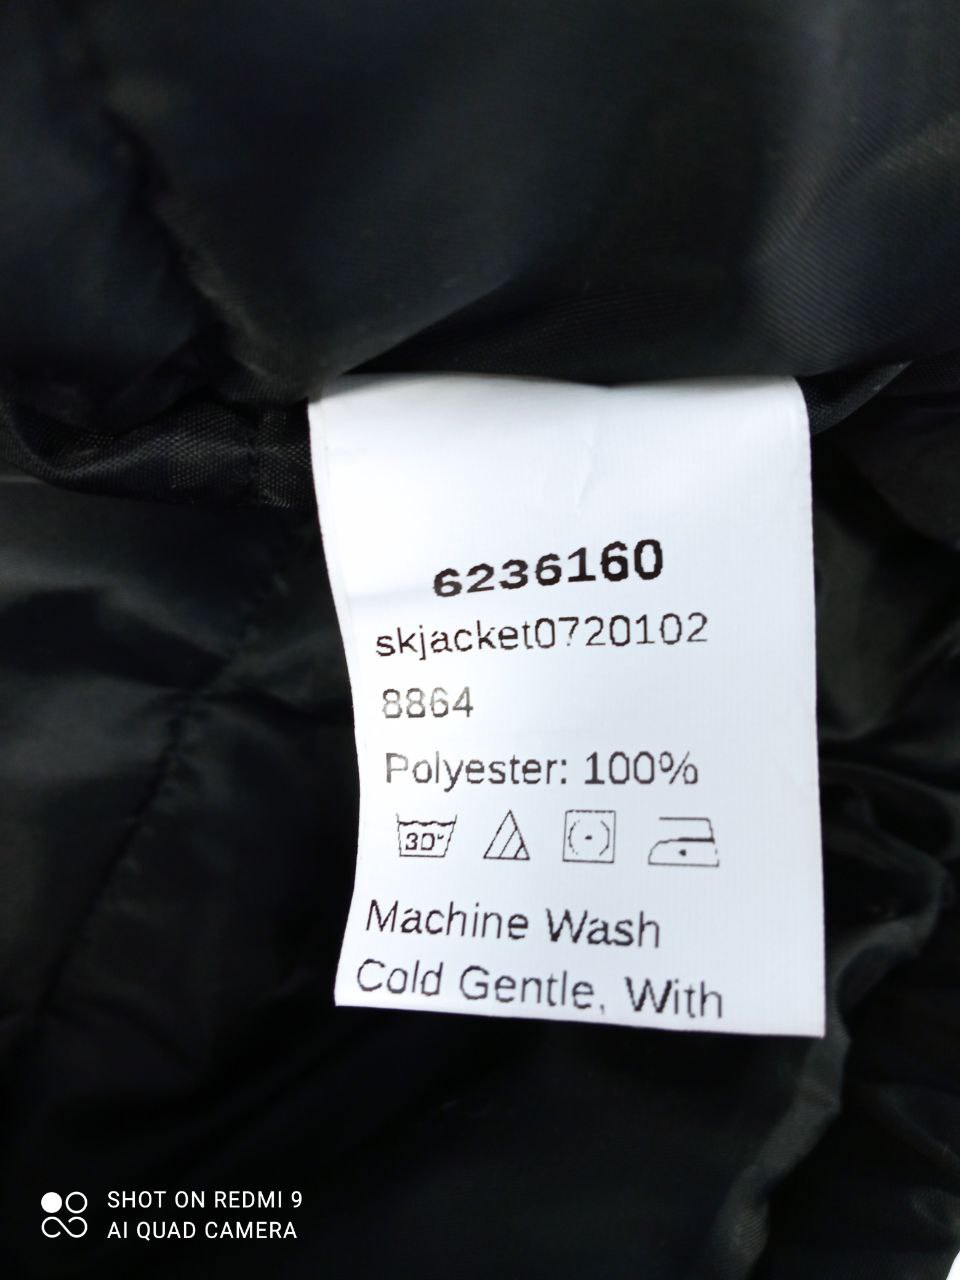 6236160
skjacket0720102
8864
Polyester: 100%
30°
Machine Wash
Cold Gentle, With
SHOT ON REDMI 9
AI QUAD CAMERA